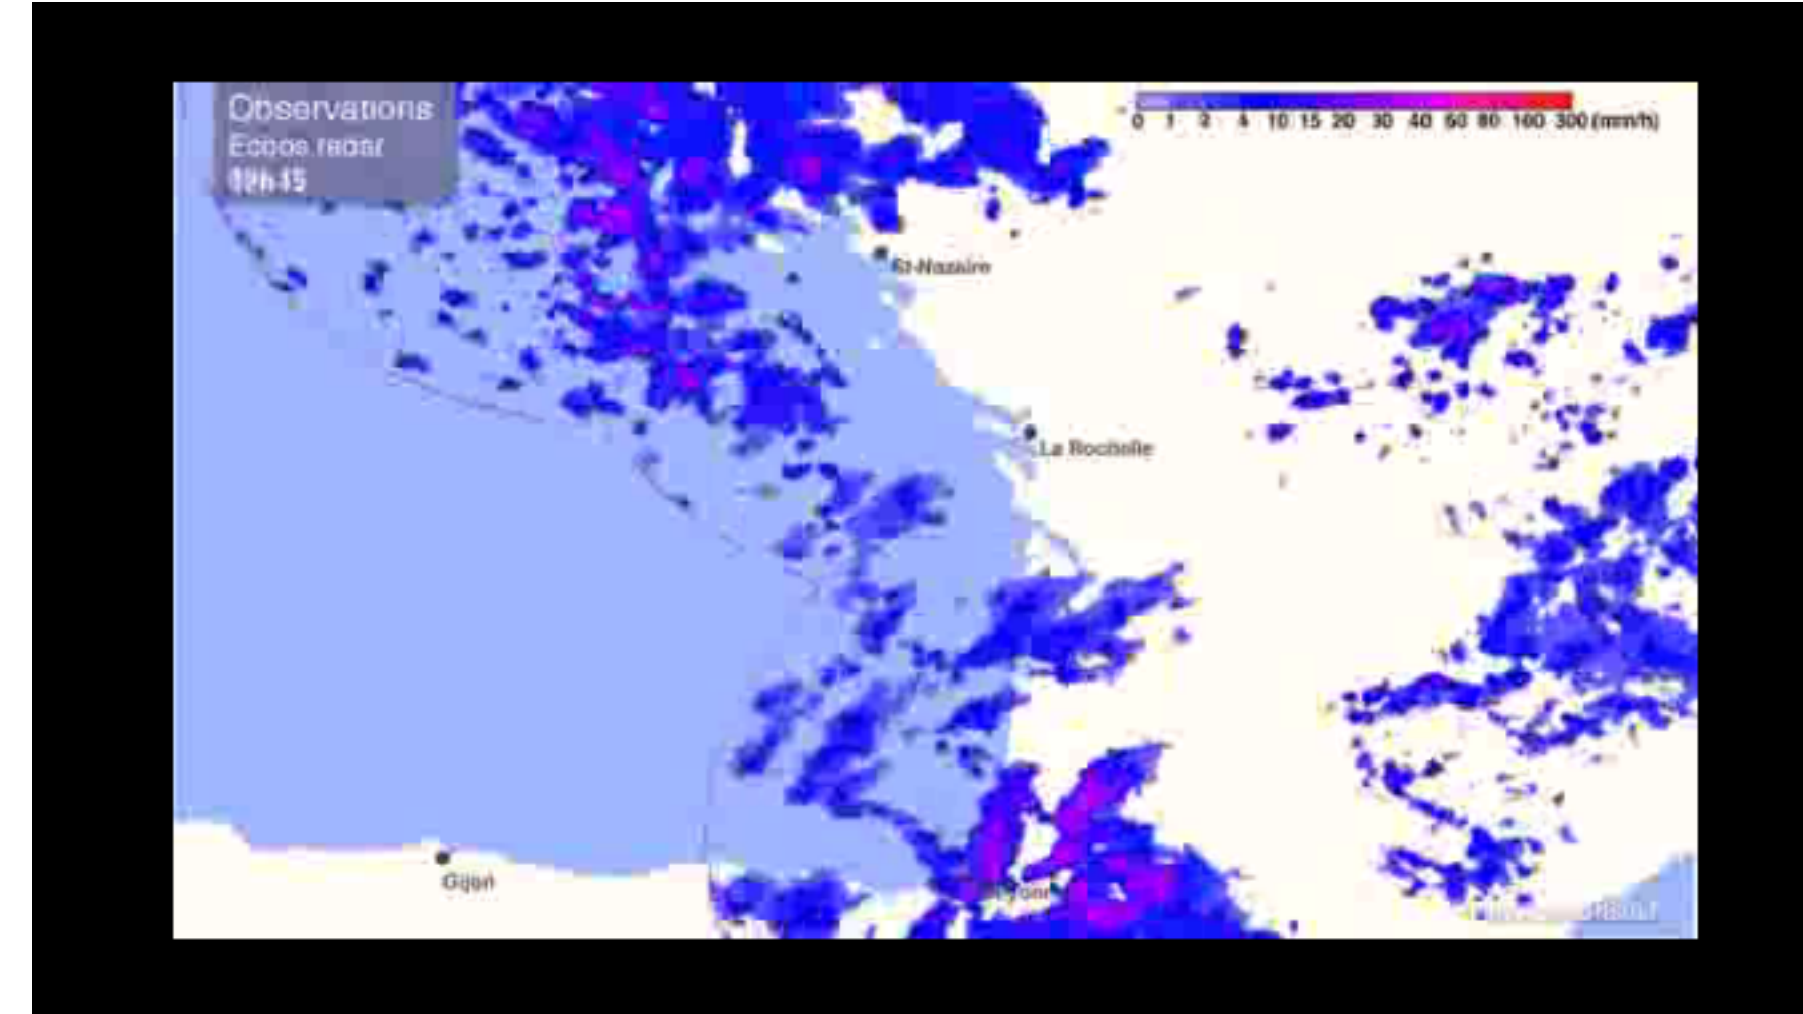 Observations
Echos radar
0 1 2 4 10 15 20 30 40 60 80 160 300 (mm/h)
St-Nazaire
La Rochelle
Gijon